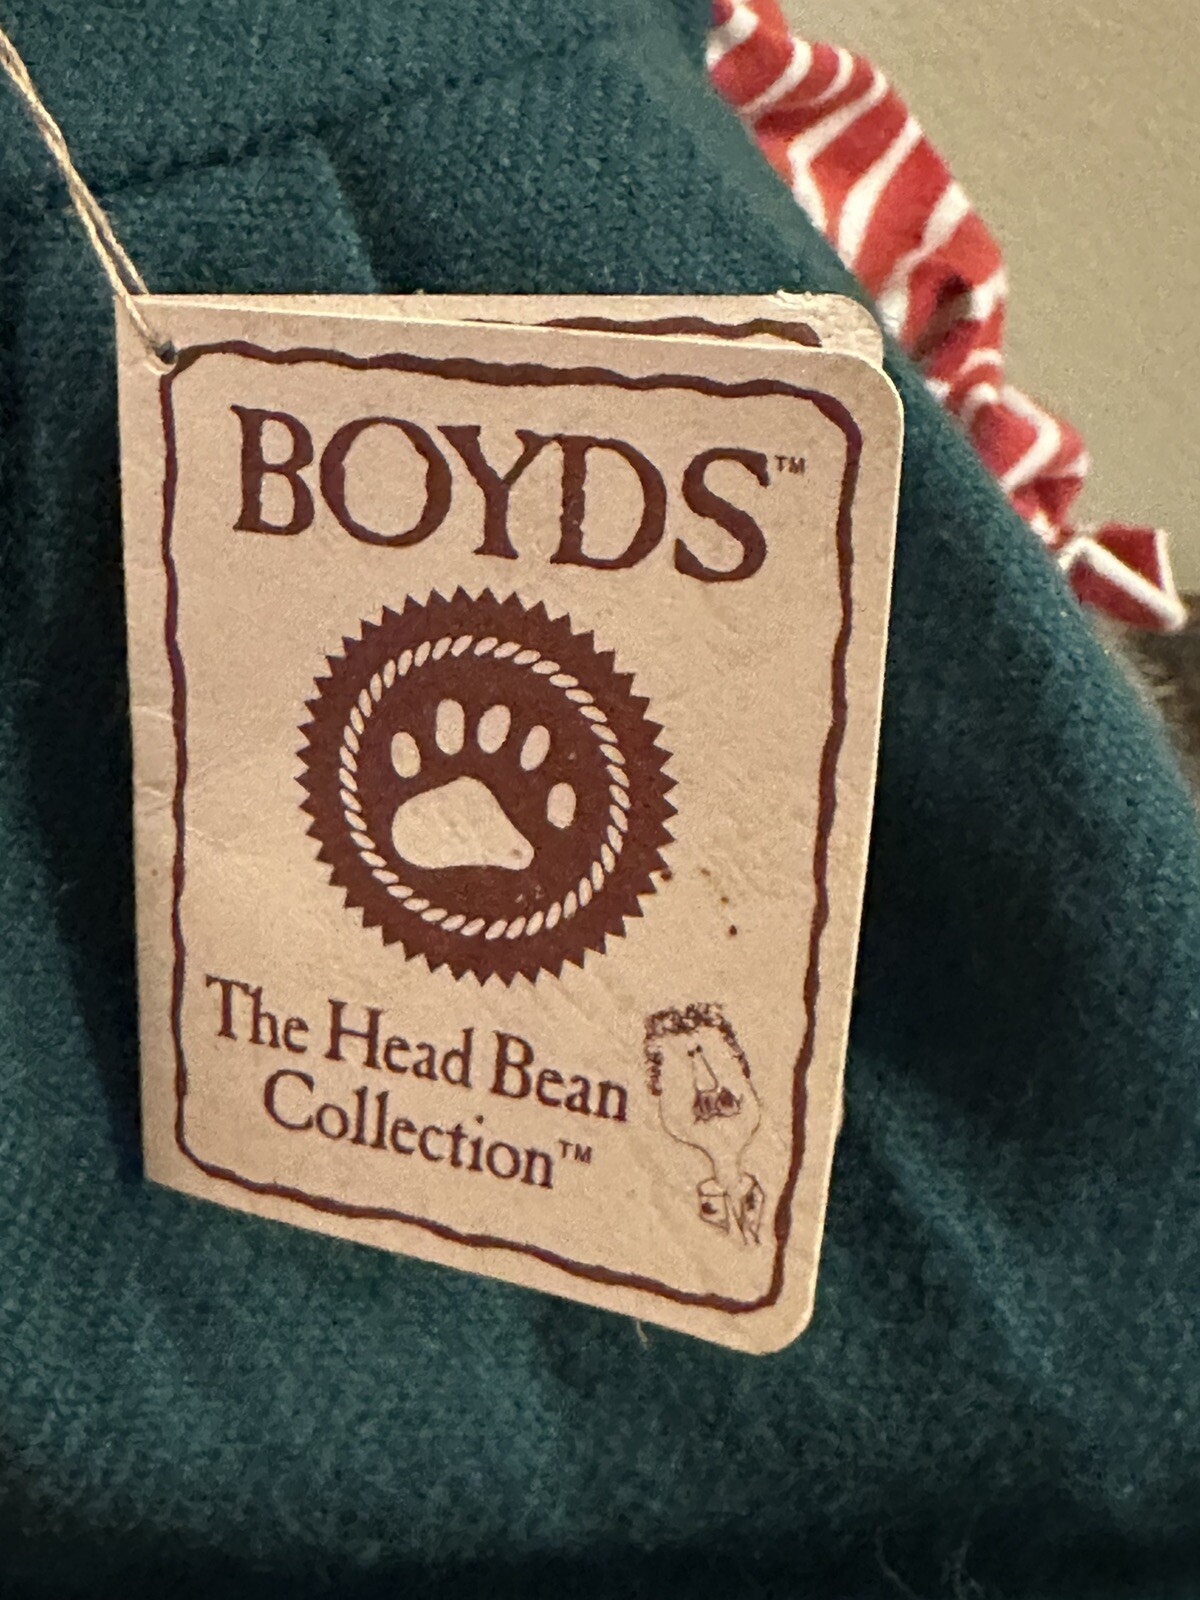 BOYDS™
The Head Bean
Collection™